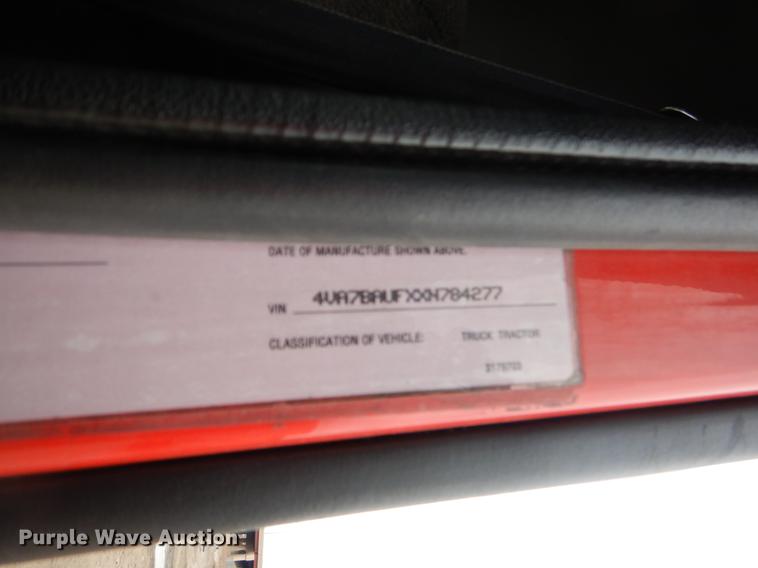 DATE OF MANUFACTURE SHOWN ABOVE.
VIN 4VA7BAUFXXN784277
CLASSIFICATION OF VEHICLE: TRUCK TRACTOR
Purple Wave Auction